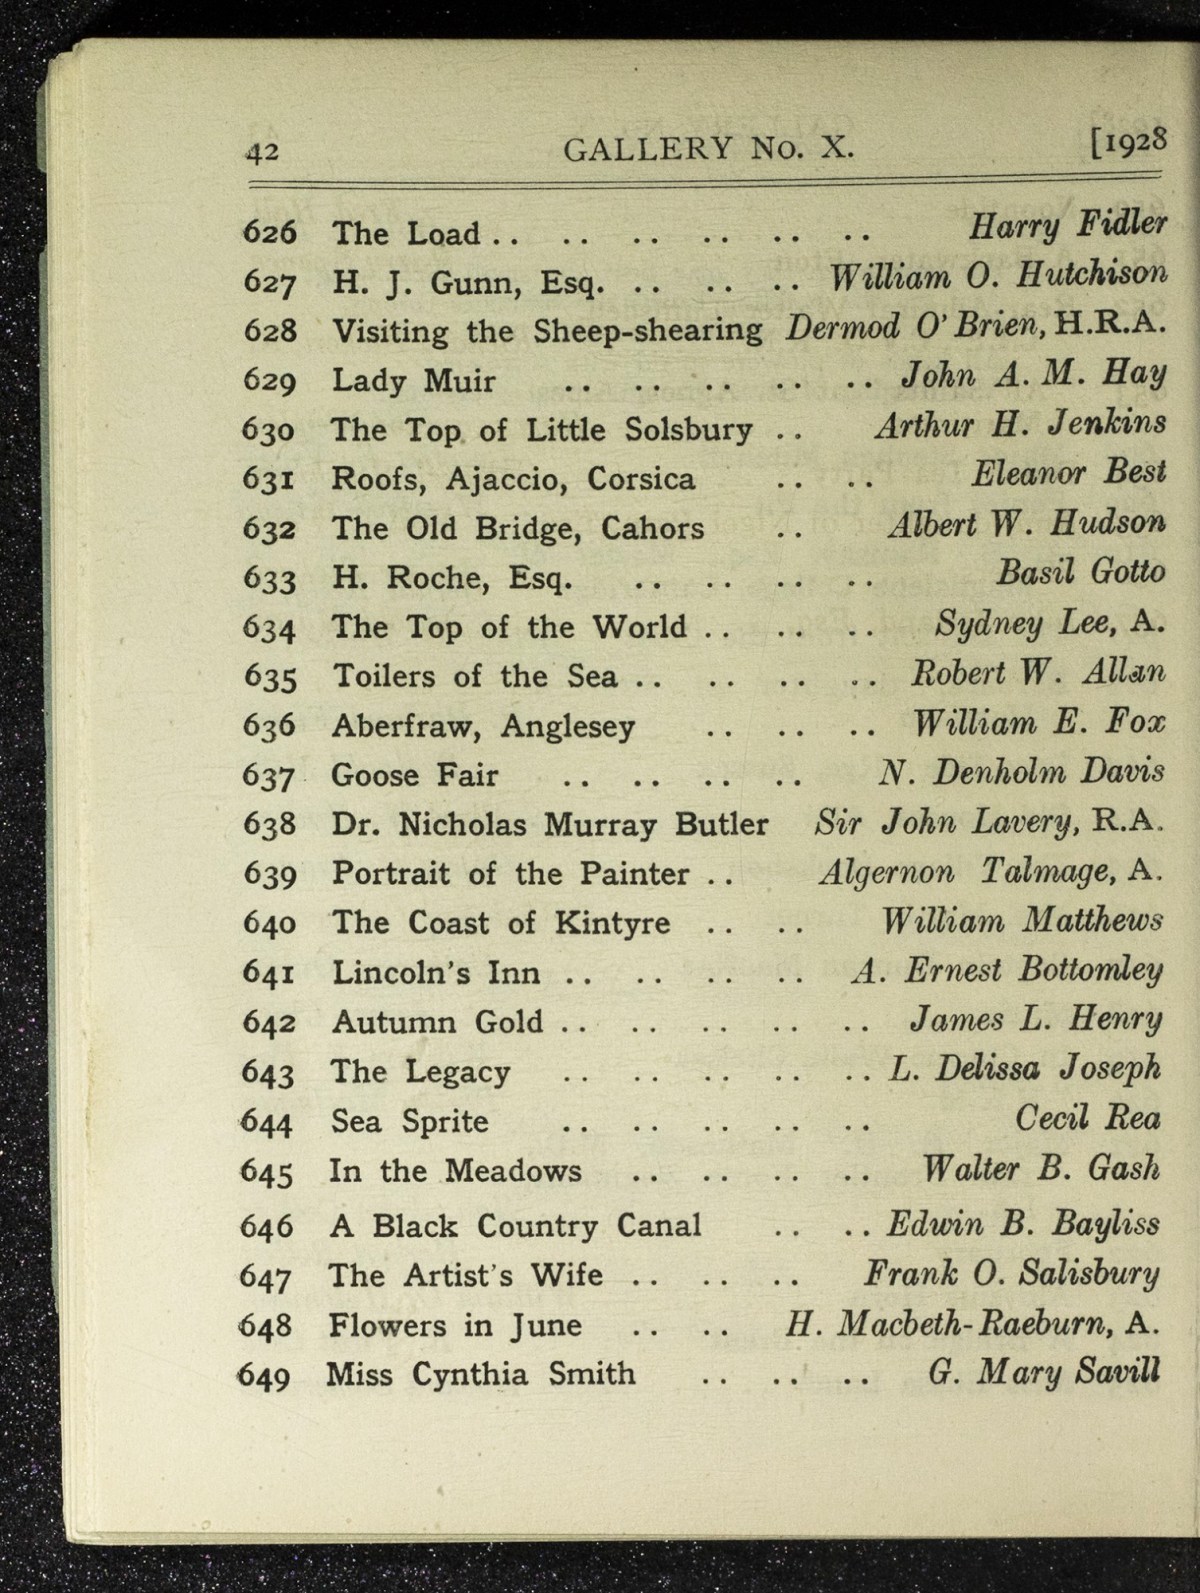 42 GALLERY No. X. [1928
626 The Load .. .. .. .. .. .. Harry Fidler
627 H. J. Gunn, Esq. .. .. .. William O. Hutchison
628 Visiting the Sheep-shearing Dermod O'Brien, H.R.A.
629 Lady Muir .. .. .. .. .. John A. M. Hay
630 The Top of Little Solsbury .. Arthur H. Jenkins
631 Roofs, Ajaccio, Corsica .. .. Eleanor Best
632 The Old Bridge, Cahors .. Albert W. Hudson
633 H. Roche, Esq. .. .. .. .. Basil Gotto
634 The Top of the World .. .. .. Sydney Lee, A.
635 Toilers of the Sea .. .. .. .. Robert W. Allan
636 Aberfraw, Anglesey .. .. .. William E. Fox
637 Goose Fair .. .. .. .. N. Denholm Davis
638 Dr. Nicholas Murray Butler Sir John Lavery, R.A.
639 Portrait of the Painter .. Algernon Talmage, A.
640 The Coast of Kintyre .. .. William Matthews
641 Lincoln's Inn .. .. .. .. A. Ernest Bottomley
642 Autumn Gold .. .. .. .. .. James L. Henry
643 The Legacy .. .. .. .. .. L. Delissa Joseph
644 Sea Sprite .. .. .. .. .. Cecil Rea
645 In the Meadows .. .. .. .. Walter B. Gash
646 A Black Country Canal .. .. Edwin B. Bayliss
647 The Artist's Wife .. .. .. Frank O. Salisbury
648 Flowers in June .. .. H. Macbeth-Raeburn, A.
649 Miss Cynthia Smith .. .. .. G. Mary Savill